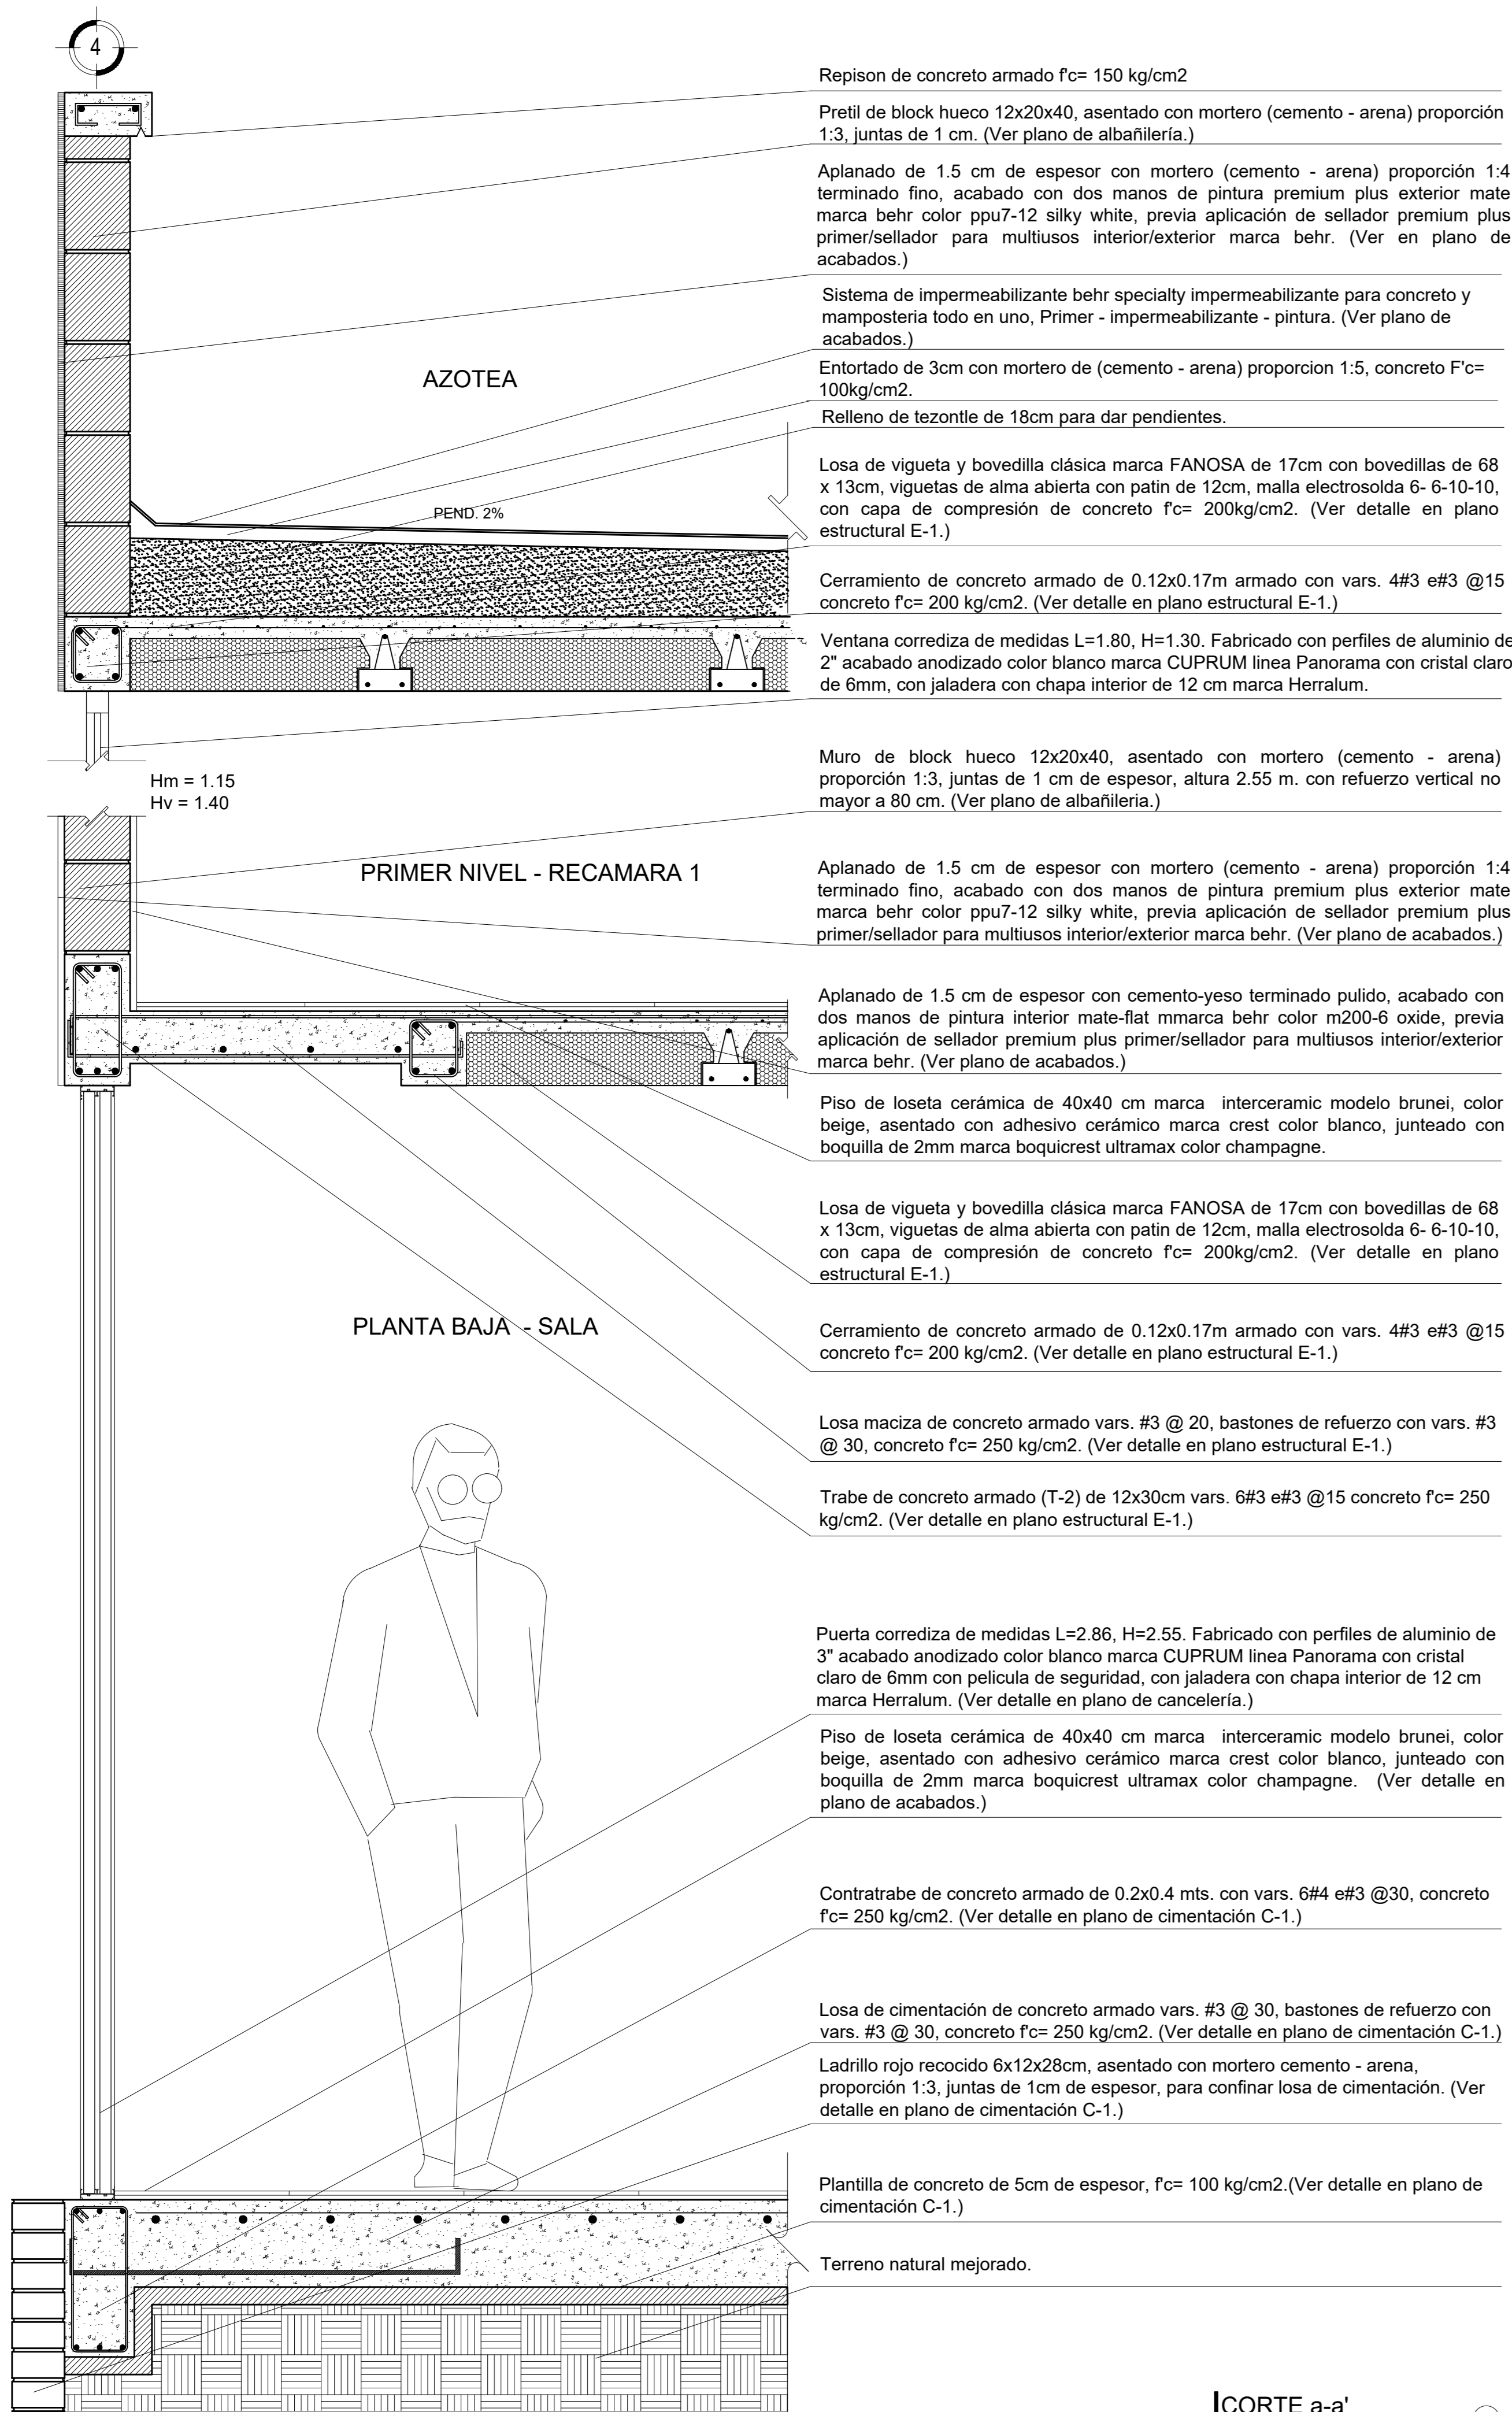 4
Repison de concreto armado f'c= 150 kg/cm2
Pretil de block hueco 12x20x40, asentado con mortero (cemento - arena) proporción
1:3, juntas de 1 cm. (Ver plano de albañilería.)
Aplanado de 1.5 cm de espesor con mortero (cemento - arena) proporción 1:4
terminado fino, acabado con dos manos de pintura premium plus exterior mate
marca behr color ppu7-12 silky white, previa aplicación de sellador premium plus
primer/sellador para multiusos interior/exterior marca behr. (Ver en plano de
acabados.)
Sistema de impermeabilizante behr specialty impermeabilizante para concreto y
mamposteria todo en uno, Primer - impermeabilizante - pintura. (Ver plano de
acabados.)
AZOTEA
Entortado de 3cm con mortero de (cemento - arena) proporcion 1:5, concreto F'c=
100kg/cm2.
Relleno de tezontle de 18cm para dar pendientes.
Losa de vigueta y bovedilla clásica marca FANOSA de 17cm con bovedillas de 68
x 13cm, viguetas de alma abierta con patin de 12cm, malla electrosolda 6- 6-10-10,
con capa de compresión de concreto f'c= 200kg/cm2. (Ver detalle en plano
estructural E-1.)
PEND. 2%
Cerramiento de concreto armado de 0.12x0.17m armado con vars. 4#3 e#3 @15
concreto f'c= 200 kg/cm2. (Ver detalle en plano estructural E-1.)
Ventana corrediza de medidas L=1.80, H=1.30. Fabricado con perfiles de aluminio de
2" acabado anodizado color blanco marca CUPRUM linea Panorama con cristal claro
de 6mm, con jaladera con chapa interior de 12 cm marca Herralum.
Hm = 1.15
Hv = 1.40
Muro de block hueco 12x20x40, asentado con mortero (cemento - arena)
proporción 1:3, juntas de 1 cm de espesor, altura 2.55 m. con refuerzo vertical no
mayor a 80 cm. (Ver plano de albañileria.)
PRIMER NIVEL - RECAMARA 1
Aplanado de 1.5 cm de espesor con mortero (cemento - arena) proporción 1:4
terminado fino, acabado con dos manos de pintura premium plus exterior mate
marca behr color ppu7-12 silky white, previa aplicación de sellador premium plus
primer/sellador para multiusos interior/exterior marca behr. (Ver plano de acabados.)
Aplanado de 1.5 cm de espesor con cemento-yeso terminado pulido, acabado con
dos manos de pintura interior mate-flat mmarca behr color m200-6 oxide, previa
aplicación de sellador premium plus primer/sellador para multiusos interior/exterior
marca behr. (Ver plano de acabados.)
Piso de loseta cerámica de 40x40 cm marca interceramic modelo brunei, color
beige, asentado con adhesivo cerámico marca crest color blanco, junteado con
boquilla de 2mm marca boquicrest ultramax color champagne.
Losa de vigueta y bovedilla clásica marca FANOSA de 17cm con bovedillas de 68
x 13cm, viguetas de alma abierta con patin de 12cm, malla electrosolda 6- 6-10-10,
con capa de compresión de concreto f'c= 200kg/cm2. (Ver detalle en plano
estructural E-1.)
PLANTA BAJA - SALA
Cerramiento de concreto armado de 0.12x0.17m armado con vars. 4#3 e#3 @15
concreto f'c= 200 kg/cm2. (Ver detalle en plano estructural E-1.)
Losa maciza de concreto armado vars. #3 @ 20, bastones de refuerzo con vars. #3
@ 30, concreto f'c= 250 kg/cm2. (Ver detalle en plano estructural E-1.)
Trabe de concreto armado (T-2) de 12x30cm vars. 6#3 e#3 @15 concreto f'c= 250
kg/cm2. (Ver detalle en plano estructural E-1.)
Puerta corrediza de medidas L=2.86, H=2.55. Fabricado con perfiles de aluminio de
3" acabado anodizado color blanco marca CUPRUM linea Panorama con cristal
claro de 6mm con pelicula de seguridad, con jaladera con chapa interior de 12 cm
marca Herralum. (Ver detalle en plano de cancelería.)
Piso de loseta cerámica de 40x40 cm marca interceramic modelo brunei, color
beige, asentado con adhesivo cerámico marca crest color blanco, junteado con
boquilla de 2mm marca boquicrest ultramax color champagne. (Ver detalle en
plano de acabados.)
Contratrabe de concreto armado de 0.2x0.4 mts. con vars. 6#4 e#3 @30, concreto
f'c= 250 kg/cm2. (Ver detalle en plano de cimentación C-1.)
Losa de cimentación de concreto armado vars. #3 @ 30, bastones de refuerzo con
vars. #3 @ 30, concreto f'c= 250 kg/cm2. (Ver detalle en plano de cimentación C-1.)
Ladrillo rojo recocido 6x12x28cm, asentado con mortero cemento - arena,
proporción 1:3, juntas de 1cm de espesor, para confinar losa de cimentación. (Ver
detalle en plano de cimentación C-1.)
Plantilla de concreto de 5cm de espesor, f'c= 100 kg/cm2.(Ver detalle en plano de
cimentación C-1.)
Terreno natural mejorado.
CORTE a-a'